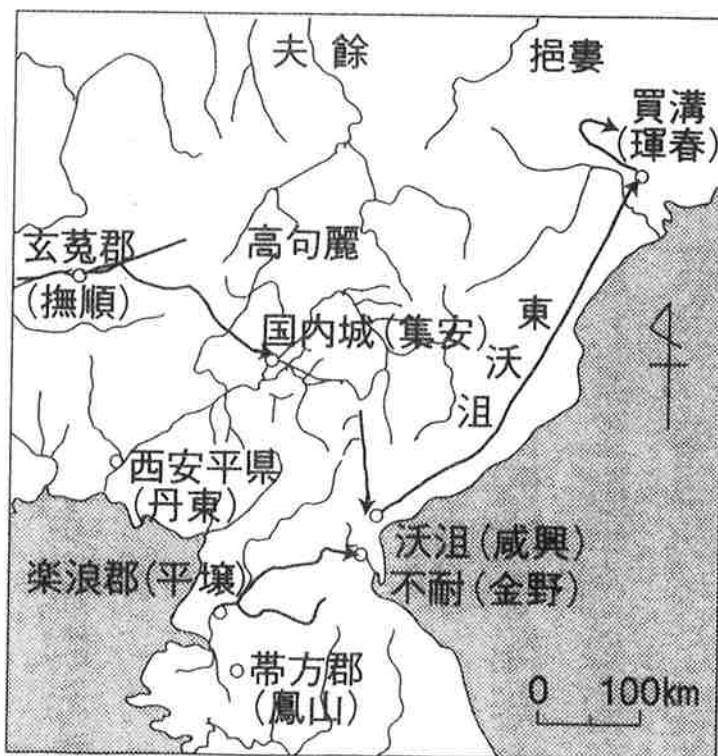 夫餘
挹婁
買溝
(琿春)
玄菟郡
(撫順)
高句麗
国内城(集安)
東沃沮
西安平県
(丹東)
沃沮(咸興)
不耐(金野)
楽浪郡(平壌)
帯方郡
(鳳山)
0 100km